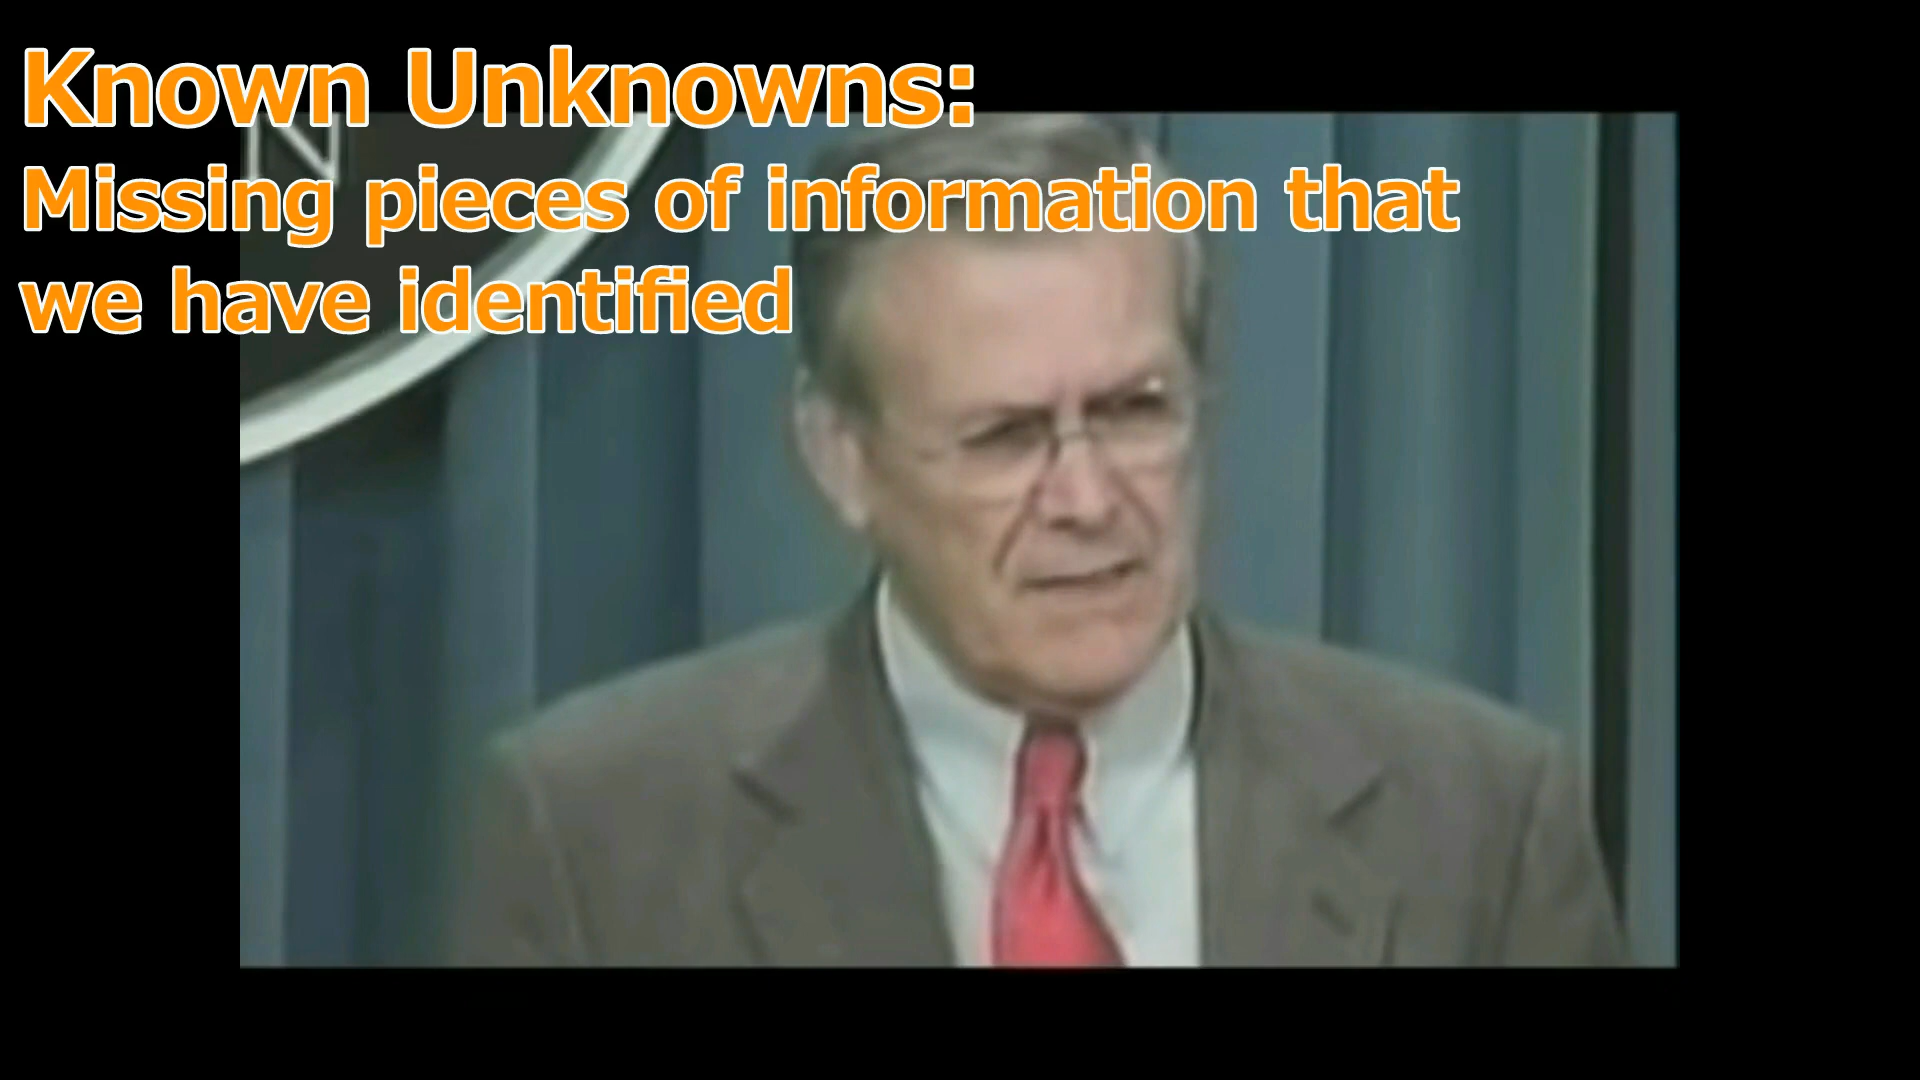 Known Unknowns:
N
Missing pieces of information that
we have identified